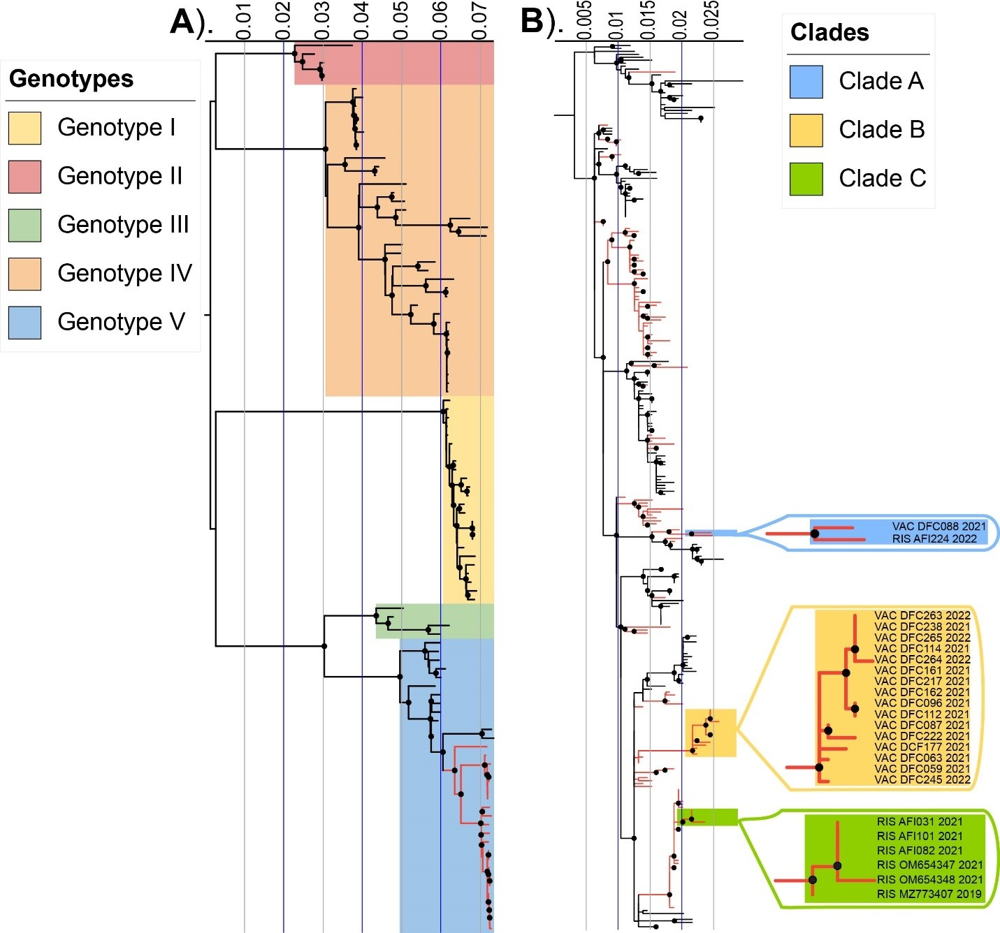 A).
0.01
0.02
0.03
0.04
0.05
0.06
0.07
Genotypes
Genotype I
Genotype II
Genotype III
Genotype IV
Genotype V
B).
0.005
0.01
0.015
0.02
0.025
Clades
Clade A
Clade B
Clade C
VAC DFC088 2021
RIS AFI224 2022
VAC DFC263 2022
VAC DFC238 2021
VAC DFC265 2022
VAC DFC114 2021
VAC DFC264 2022
VAC DFC161 2021
VAC DFC217 2021
VAC DFC162 2021
VAC DFC096 2021
VAC DFC112 2021
VAC DFC087 2021
VAC DFC222 2021
VAC DCF177 2021
VAC DFC063 2021
VAC DFC059 2021
VAC DFC245 2022
RIS AFI031 2021
RIS AFI101 2021
RIS AFI082 2021
RIS OM654347 2021
RIS OM654348 2021
RIS MZ773407 2019